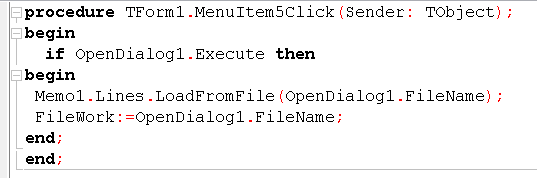 procedure TForm1.MenuItem5Click(Sender: TObject);
begin
if OpenDialog1.Execute then
begin
Memo1.Lines.LoadFromFile(OpenDialog1.FileName);
FileWork:=OpenDialog1.FileName;
end;
end;